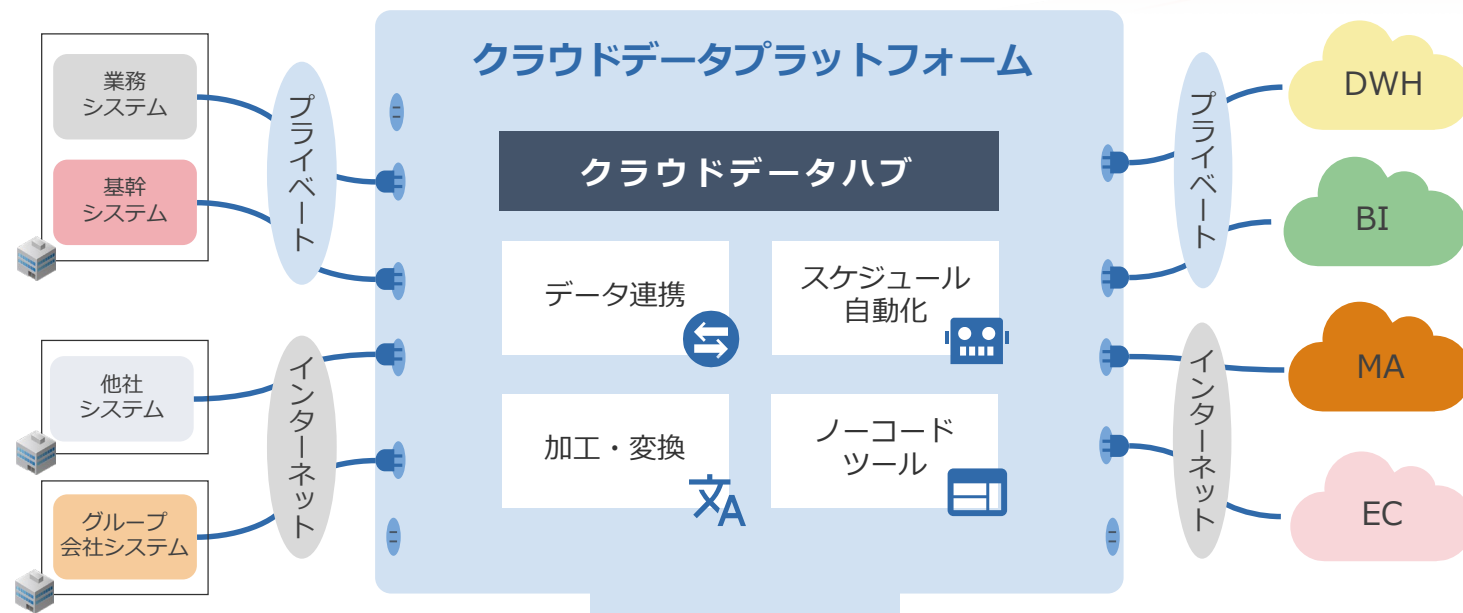 クラウドデータプラットフォーム
業務
システム
基幹
システム
プライベート
他社
システム
グループ
会社システム
インターネット
クラウドデータハブ
データ連携
スケジュール
自動化
加工・変換
ノーコード
ツール
プライベート
インターネット
DWH
BI
MA
EC